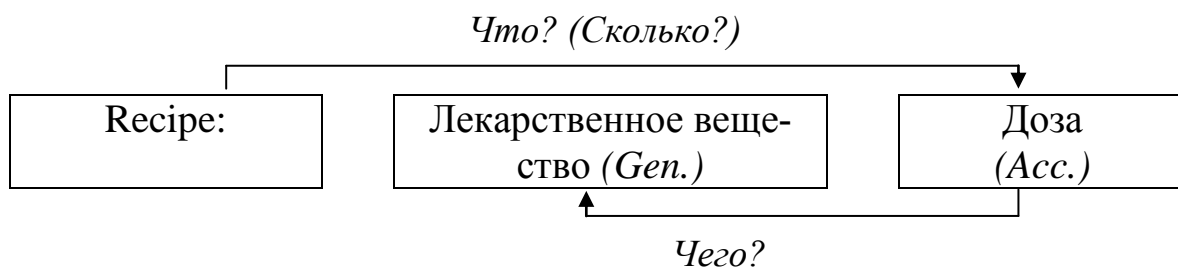 Что? (Сколько?)
Recipe:
Лекарственное веще-
ство (Gen.)
Доза
(Acc.)
Чего?